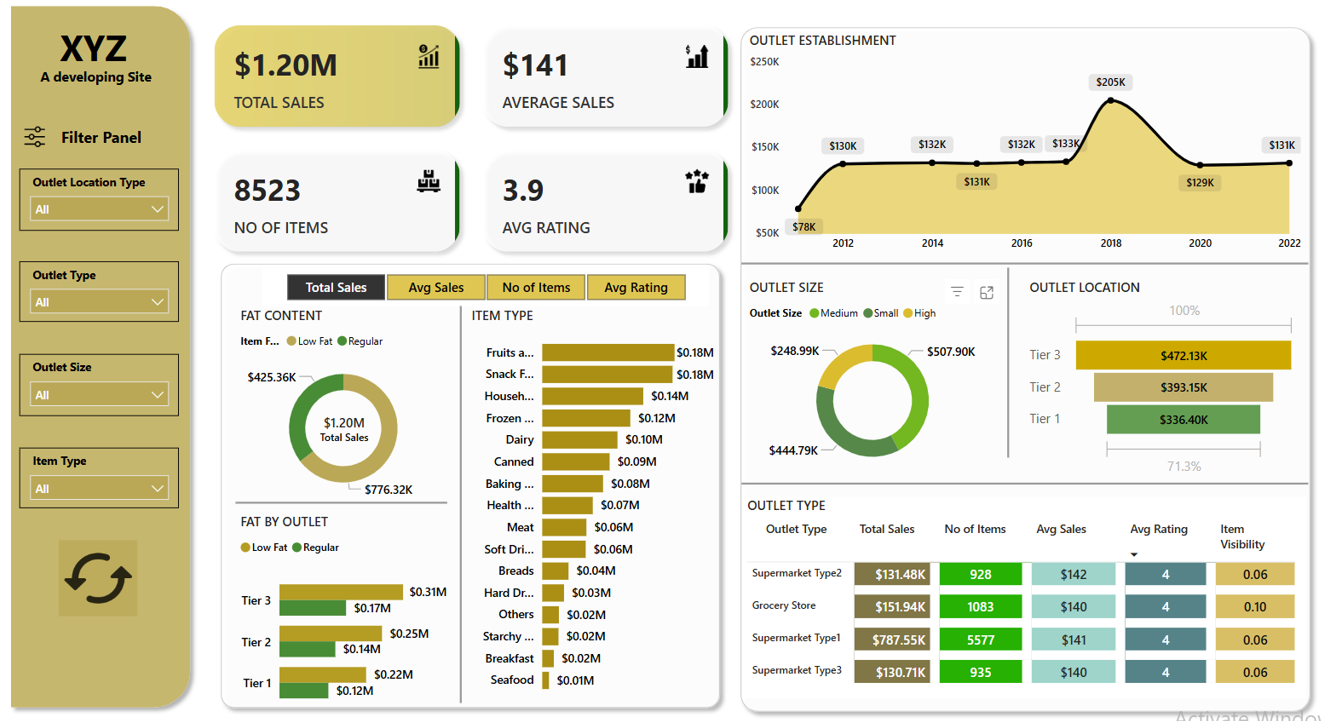 XYZ
A developing Site
Filter Panel
Outlet Location Type
All
Outlet Type
All
Outlet Size
All
Item Type
All
$1.20M
TOTAL SALES
$141
AVERAGE SALES
8523
NO OF ITEMS
3.9
AVG RATING
Total Sales Avg Sales No of Items Avg Rating
FAT CONTENT
Item F... Low Fat Regular
$425.36K
$1.20M
Total Sales
$776.32K
FAT BY OUTLET
Low Fat Regular
Tier 3 $0.31M
$0.17M
Tier 2 $0.25M
$0.14M
Tier 1 $0.22M
$0.12M
ITEM TYPE
Fruits a... $0.18M
Snack F... $0.18M
Househ... $0.14M
Frozen ... $0.12M
Dairy $0.10M
Canned $0.09M
Baking ... $0.08M
Health ... $0.07M
Meat $0.06M
Soft Dri... $0.06M
Breads $0.04M
Hard Dr... $0.03M
Others $0.02M
Starchy ... $0.02M
Breakfast $0.02M
Seafood $0.01M
OUTLET ESTABLISHMENT
$250K
$200K
$150K
$100K
$50K
$78K
$130K
$132K
$131K
$132K
$133K
$205K
$129K
$131K
2012 2014 2016 2018 2020 2022
OUTLET SIZE
Outlet Size Medium Small High
$248.99K
$507.90K
$444.79K
OUTLET LOCATION
100%
Tier 3 $472.13K
Tier 2 $393.15K
Tier 1 $336.40K
71.3%
OUTLET TYPE
Outlet Type Total Sales No of Items Avg Sales Avg Rating Item
Visibility
Supermarket Type2 $131.48K 928 $142 4 0.06
Grocery Store $151.94K 1083 $140 4 0.10
Supermarket Type1 $787.55K 5577 $141 4 0.06
Supermarket Type3 $130.71K 935 $140 4 0.06
Activate Window